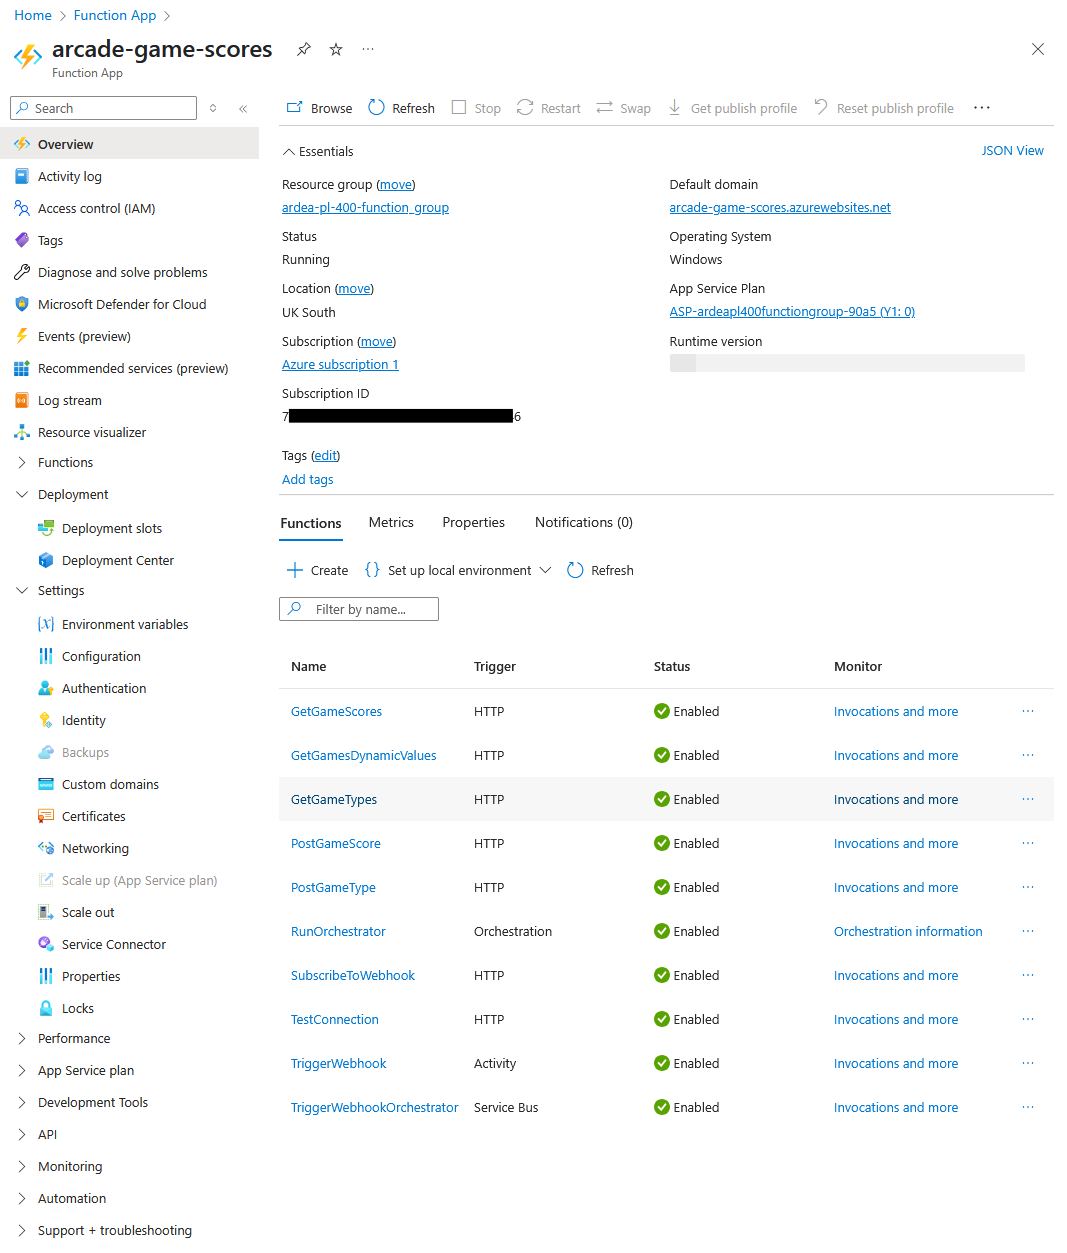 Home > Function App >
arcade-game-scores
Function App
Search
Overview
Activity log
Access control (IAM)
Tags
Diagnose and solve problems
Microsoft Defender for Cloud
Events (preview)
Recommended services (preview)
Log stream
Resource visualizer
Functions
Deployment
Deployment slots
Deployment Center
Settings
Environment variables
Configuration
Authentication
Identity
Backups
Custom domains
Certificates
Networking
Scale up (App Service plan)
Scale out
Service Connector
Properties
Locks
Performance
App Service plan
Development Tools
API
Monitoring
Automation
Support + troubleshooting
Browse Refresh Stop Restart Swap Get publish profile Reset publish profile
Essentials
JSON View
Resource group (move)
ardea-pl-400-function_group
Status
Running
Location (move)
UK South
Subscription (move)
Azure subscription 1
Subscription ID
7 6
Default domain
arcade-game-scores.azurewebsites.net
Operating System
Windows
App Service Plan
ASP-ardeapl400functiongroup-90a5 (Y1: 0)
Runtime version
Tags (edit)
Add tags
Functions Metrics Properties Notifications (0)
Create Set up local environment Refresh
Filter by name...
Name Trigger Status Monitor
GetGameScores HTTP Enabled Invocations and more
GetGamesDynamicValues HTTP Enabled Invocations and more
GetGameTypes HTTP Enabled Invocations and more
PostGameScore HTTP Enabled Invocations and more
PostGameType HTTP Enabled Invocations and more
RunOrchestrator Orchestration Enabled Orchestration information
SubscribeToWebhook HTTP Enabled Invocations and more
TestConnection HTTP Enabled Invocations and more
TriggerWebhook Activity Enabled Invocations and more
TriggerWebhookOrchestrator Service Bus Enabled Invocations and more